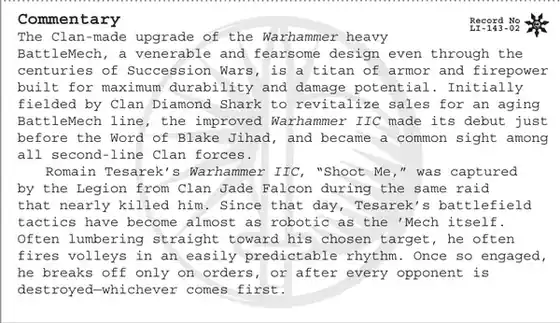 Commentary
Record No
LI-143-02
The Clan-made upgrade of the Warhammer heavy
BattleMech, a venerable and fearsome design even through the
centuries of Succession Wars, is a titan of armor and firepower
built for maximum durability and damage potential. Initially
fielded by Clan Diamond Shark to revitalize sales for an aging
BattleMech line, the improved Warhammer IIC made its debut just
before the Word of Blake Jihad, and became a common sight among
all second-line Clan forces.
Romain Tesarek’s Warhammer IIC, “Shoot Me,” was captured
by the Legion from Clan Jade Falcon during the same raid
that nearly killed him. Since that day, Tesarek’s battlefield
tactics have become almost as robotic as the ’Mech itself.
Often lumbering straight toward his chosen target, he often
fires volleys in an easily predictable rhythm. Once so engaged,
he breaks off only on orders, or after every opponent is
destroyed—whichever comes first.